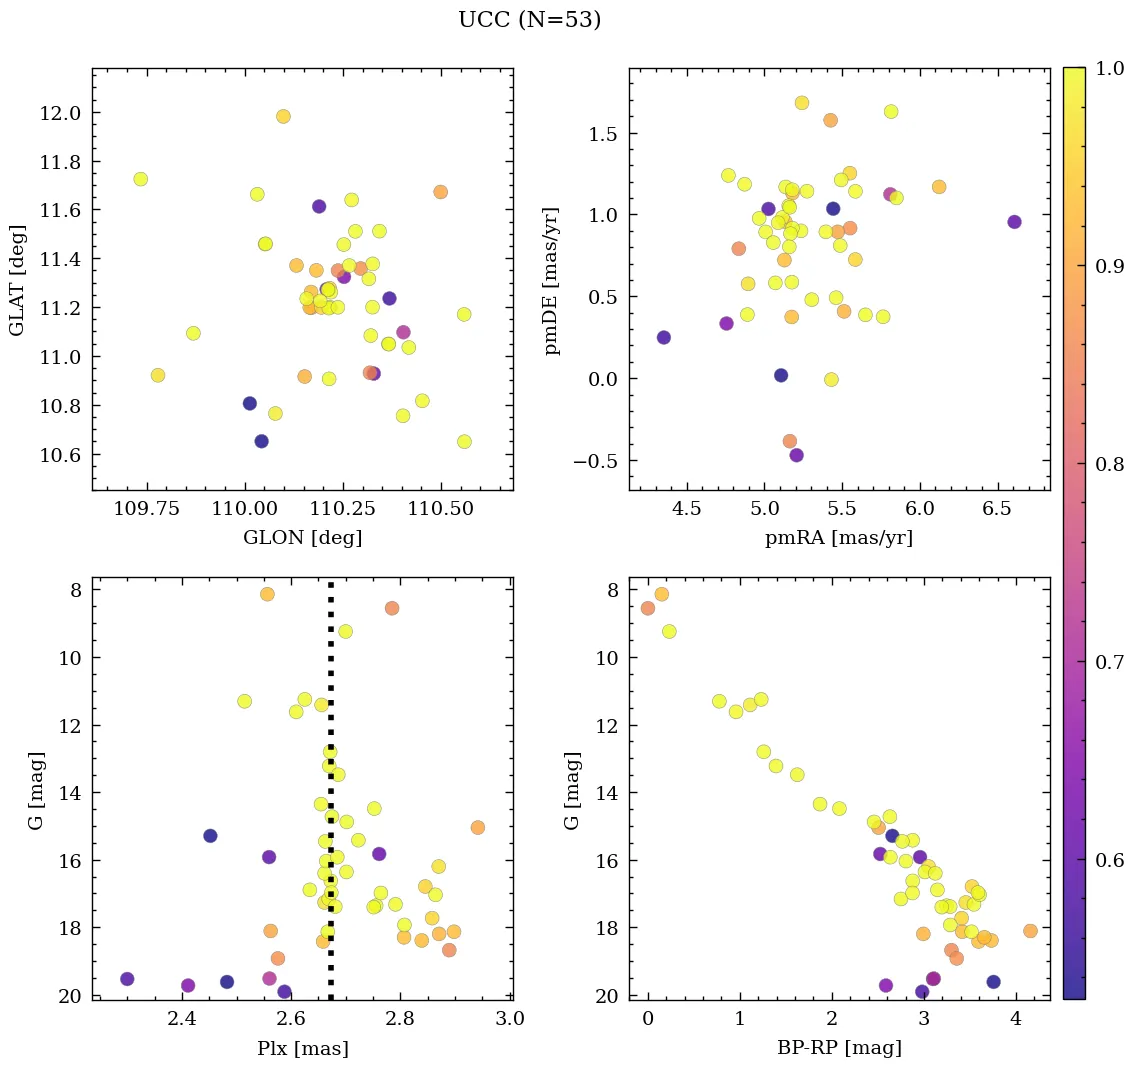 UCC (N=53)
12.0
11.8
11.6
11.4
11.2
11.0
10.8
10.6
GLAT [deg]
109.75 110.00 110.25 110.50
GLON [deg]
1.5
1.0
0.5
0.0
−0.5
pmDE [mas/yr]
4.5 5.0 5.5 6.0 6.5
pmRA [mas/yr]
8
10
12
14
16
18
20
G [mag]
2.4 2.6 2.8 3.0
Plx [mas]
8
10
12
14
16
18
20
G [mag]
0 1 2 3 4
BP-RP [mag]
1.0
0.9
0.8
0.7
0.6